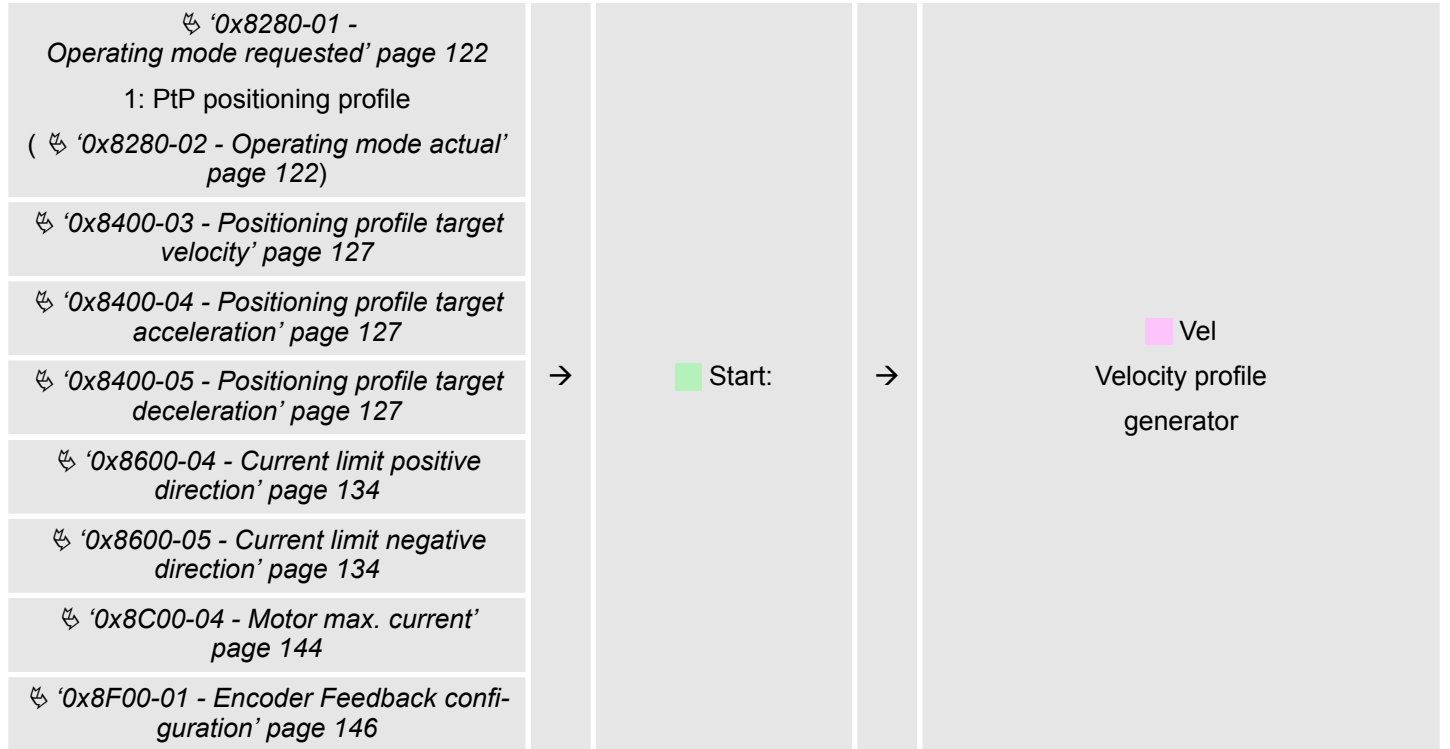 ↳ ‘0x8280-01 -
Operating mode requested’ page 122
1: PtP positioning profile
( ↳ ‘0x8280-02 - Operating mode actual’
page 122)
↳ ‘0x8400-03 - Positioning profile target
velocity’ page 127
↳ ‘0x8400-04 - Positioning profile target
acceleration’ page 127
↳ ‘0x8400-05 - Positioning profile target
deceleration’ page 127
↳ ‘0x8600-04 - Current limit positive
direction’ page 134
↳ ‘0x8600-05 - Current limit negative
direction’ page 134
↳ ‘0x8C00-04 - Motor max. current’
page 144
↳ ‘0x8F00-01 - Encoder Feedback confi-
guration’ page 146
→
Start:
→
Vel
Velocity profile
generator